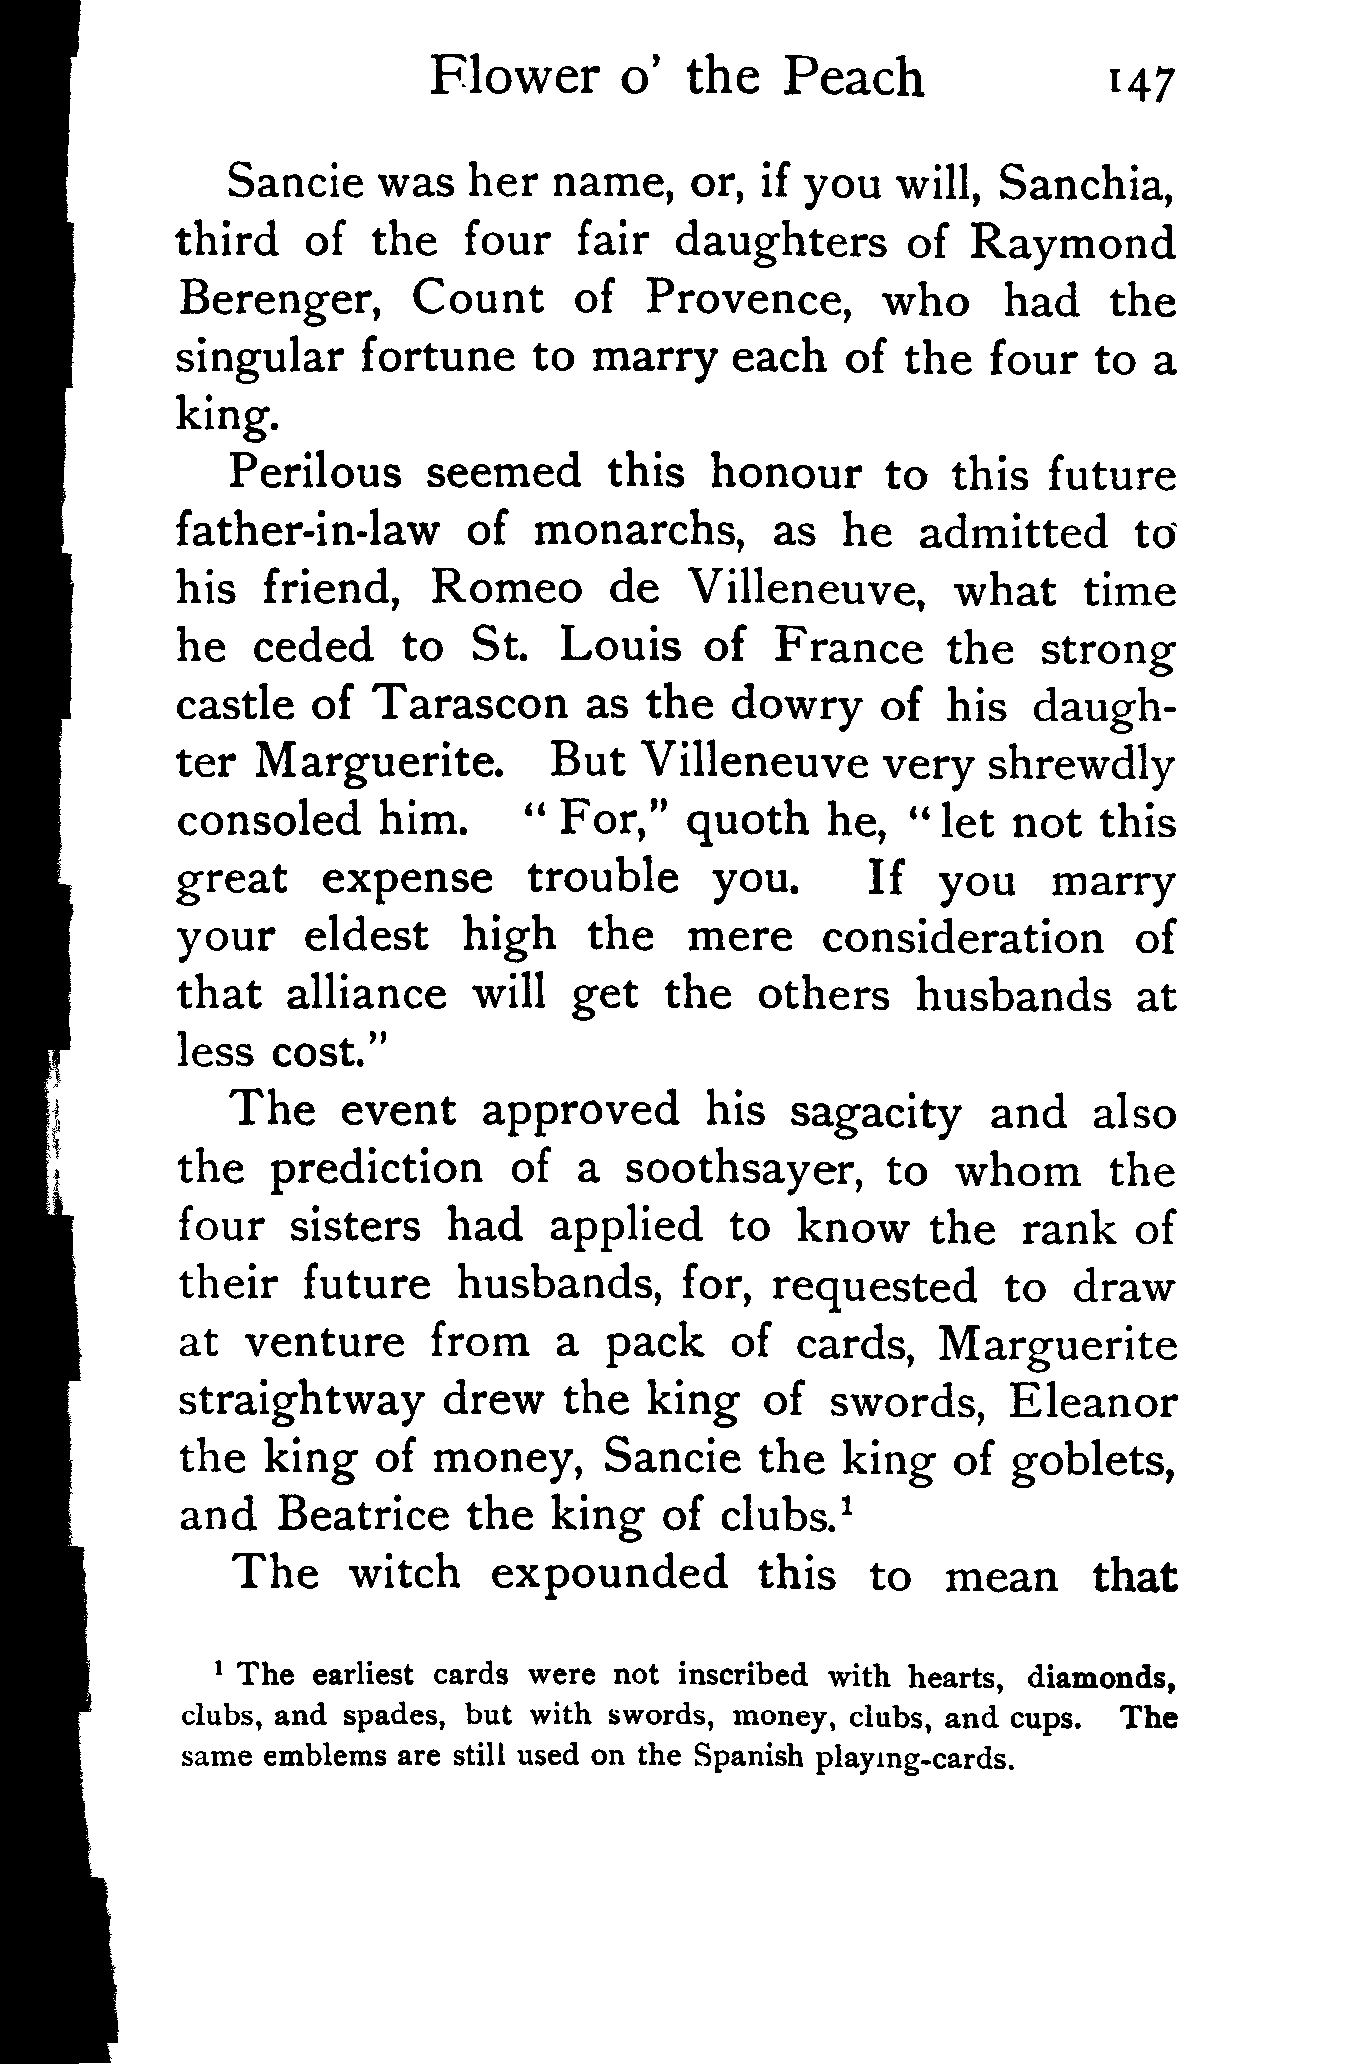 Flower o' the Peach 147
Sancie was her name, or, if you will, Sanchia,
third of the four fair daughters of Raymond
Berenger, Count of Provence, who had the
singular fortune to marry each of the four to a
king.
Perilous seemed this honour to this future
father-in-law of monarchs, as he admitted to
his friend, Romeo de Villeneuve, what time
he ceded to St. Louis of France the strong
castle of Tarascon as the dowry of his daugh-
ter Marguerite. But Villeneuve very shrewdly
consoled him. "For," quoth he, "let not this
great expense trouble you. If you marry
your eldest high the mere consideration of
that alliance will get the others husbands at
less cost."
The event approved his sagacity and also
the prediction of a soothsayer, to whom the
four sisters had applied to know the rank of
their future husbands, for, requested to draw
at venture from a pack of cards, Marguerite
straightway drew the king of swords, Eleanor
the king of money, Sancie the king of goblets,
and Beatrice the king of clubs.¹
The witch expounded this to mean that
¹ The earliest cards were not inscribed with hearts, diamonds,
clubs, and spades, but with swords, money, clubs, and cups. The
same emblems are still used on the Spanish playing-cards.